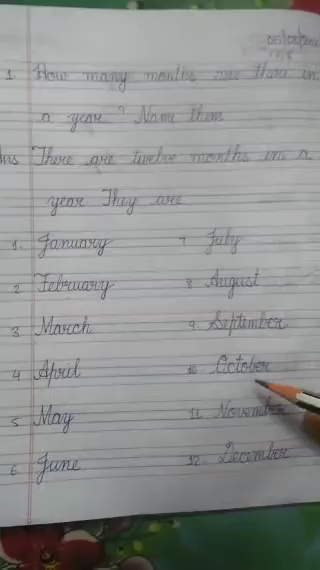 1. How many months are there in
a year? Name them
Ans There are twelve months in a
year They are
1. January
2 February
3 March
4 April
5 May
6 June
7 July
8 August
9. September
10. October
11. November
12. December